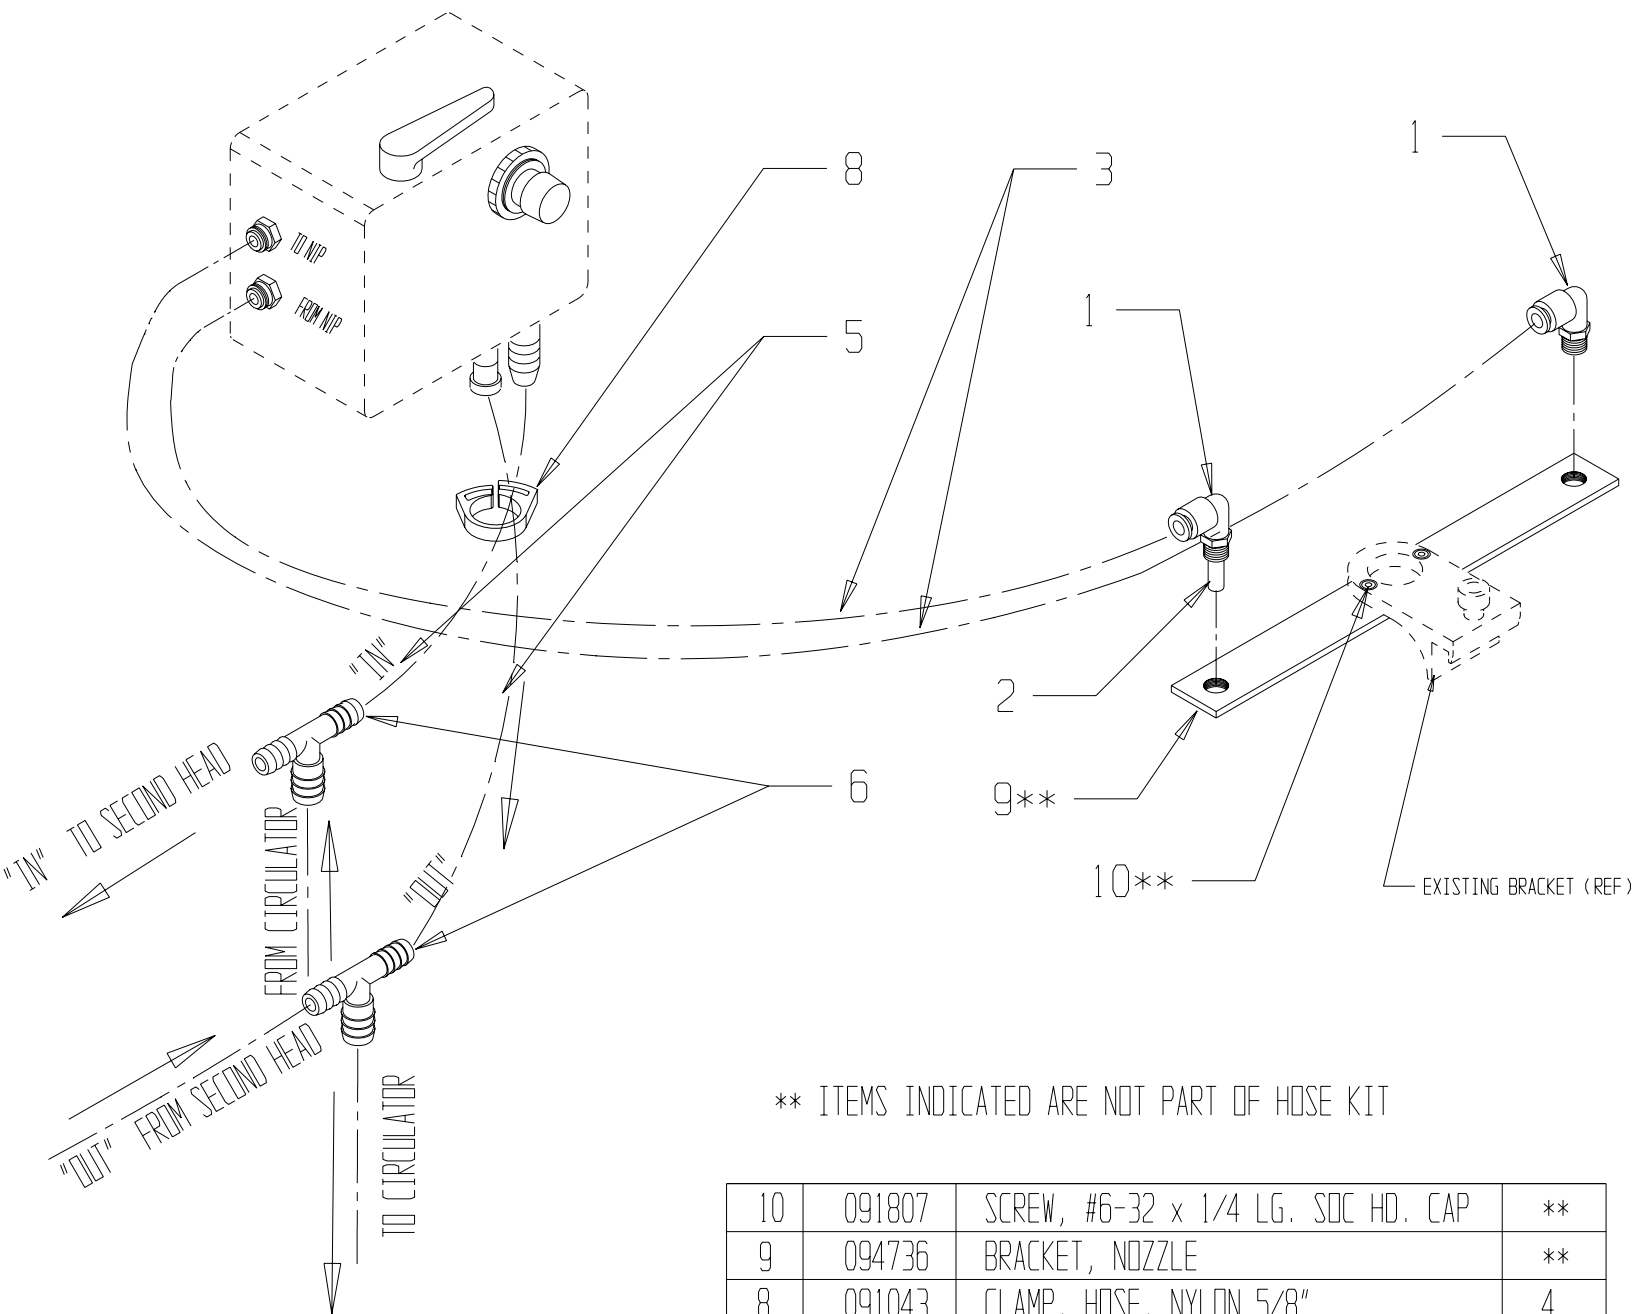 TO NIP
FROM NIP
8
3
1
1
5
"IN"
2
6
9**
"IN" TO SECOND HEAD
FROM CIRCULATOR
"OUT"
10**
EXISTING BRACKET (REF)
"OUT" FROM SECOND HEAD
TO CIRCULATOR
** ITEMS INDICATED ARE NOT PART OF HOSE KIT
10 091807 SCREW, #6-32 x 1/4 LG. SOC HD. CAP **
9 094736 BRACKET, NOZZLE **
8 091043 CLAMP, HOSE, NYLON 5/8" 4